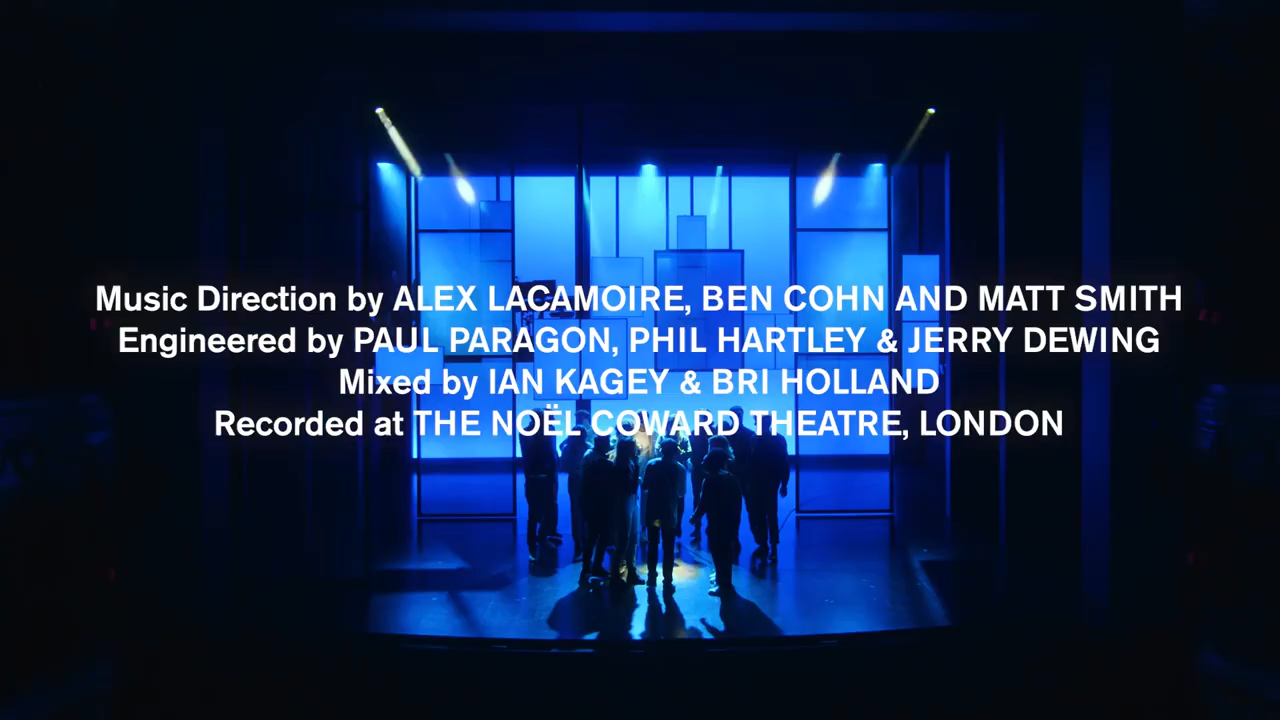 Music Direction by ALEX LACAMOIRE, BEN COHN AND MATT SMITH
Engineered by PAUL PARAGON, PHIL HARTLEY & JERRY DEWING
Mixed by IAN KAGEY & BRI HOLLAND
Recorded at THE NOËL COWARD THEATRE, LONDON